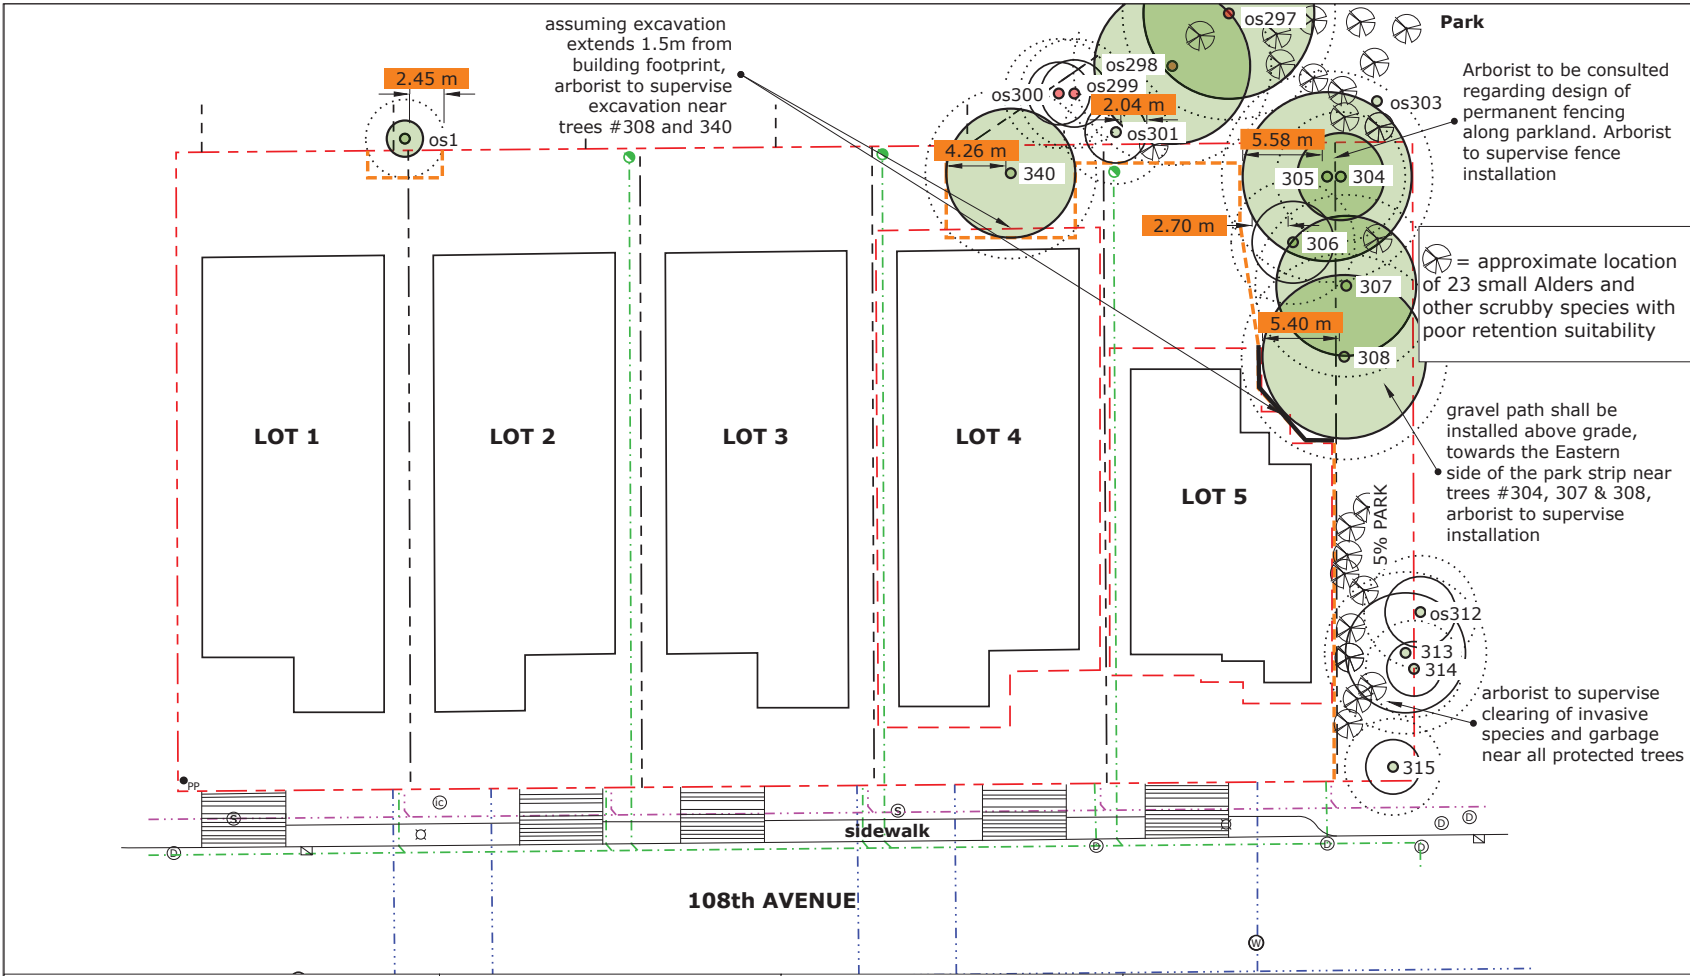 assuming excavation
extends 1.5m from
building footprint,
arborist to supervise
excavation near
trees #308 and 340
2.45 m
os1
os297
os298
os299
os300
2.04 m
os301
Park
Arborist to be consulted
regarding design of
permanent fencing
along parkland. Arborist
to supervise fence
installation
os303
4.26 m
340
5.58 m
305
304
2.70 m
306
307
= approximate location
of 23 small Alders and
other scrubby species with
poor retention suitability
5.40 m
308
gravel path shall be
installed above grade,
towards the Eastern
side of the park strip near
trees #304, 307 & 308,
arborist to supervise
installation
LOT 1
LOT 2
LOT 3
LOT 4
LOT 5
5% PARK
os312
313
314
arborist to supervise
clearing of invasive
species and garbage
near all protected trees
315
PP
S
ic
S
D
D
sidewalk
D
D
D
D
108th AVENUE
W